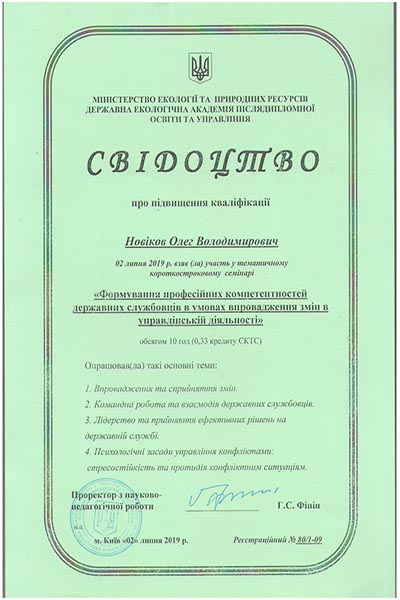 МІНІСТЕРСТВО ЕКОЛОГІЇ ТА ПРИРОДНИХ РЕСУРСІВ
ДЕРЖАВНА ЕКОЛОГІЧНА АКАДЕМІЯ ПІСЛЯДИПЛОМНОЇ
ОСВІТИ ТА УПРАВЛІННЯ
СВІДОЦТВО
про підвищення кваліфікації
Новіков Олег Володимирович
02 липня 2019 р. взяв (ла) участь у тематичному
короткостроковому семінарі
«Формування професійних компетентностей
державних службовців в умовах впровадження змін в
управлінській діяльності»
обсягом 10 год (0,33 кредиту ЄКТС)
Опрацював(ла) такі основні теми:
1. Впровадження та сприйняття змін.
2. Командна робота та взаємодія державних службовців.
3. Лідерство та прийняття ефективних рішень на
державній службі.
4. Психологічні засади управління конфліктами:
стресостійкість та протидія конфліктним ситуаціям.
Проректор з науково-
педагогічної роботи Г.С. Фінін
м. Київ «02» липня 2019 р. Реєстраційний № 80/1-09